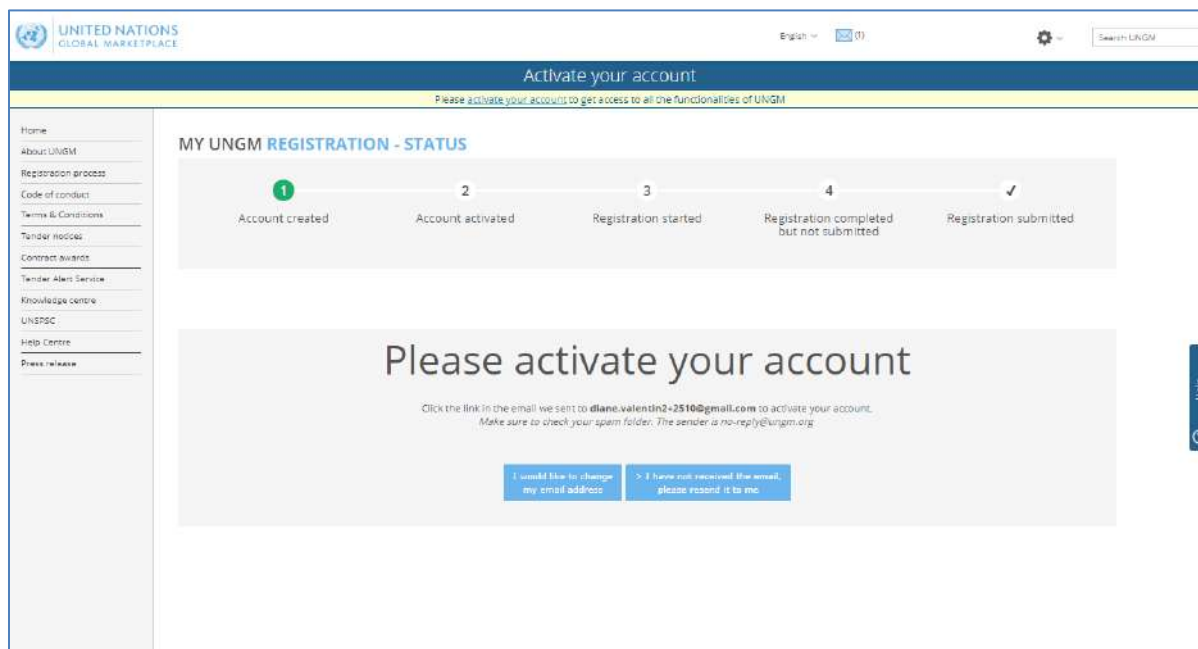 UNITED NATIONS
GLOBAL MARKETPLACE
English
(1)
Search UNGM
Activate your account
Please activate your account to get access to all the functionalities of UNGM
Home
About UNGM
Registration process
Code of conduct
Terms & Conditions
Tender notices
Contract awards
Tender Alert Service
Knowledge centre
UNSPSC
Help Centre
Press release
MY UNGM REGISTRATION - STATUS
1
2
3
4
✓
Account created
Account activated
Registration started
Registration completed
but not submitted
Registration submitted
Please activate your account
Click the link in the email we sent to diane.valentin2+2510@gmail.com to activate your account.
Make sure to check your spam folder. The sender is no-reply@ungm.org
I would like to change
my email address
> I have not received the email,
please resend it to me